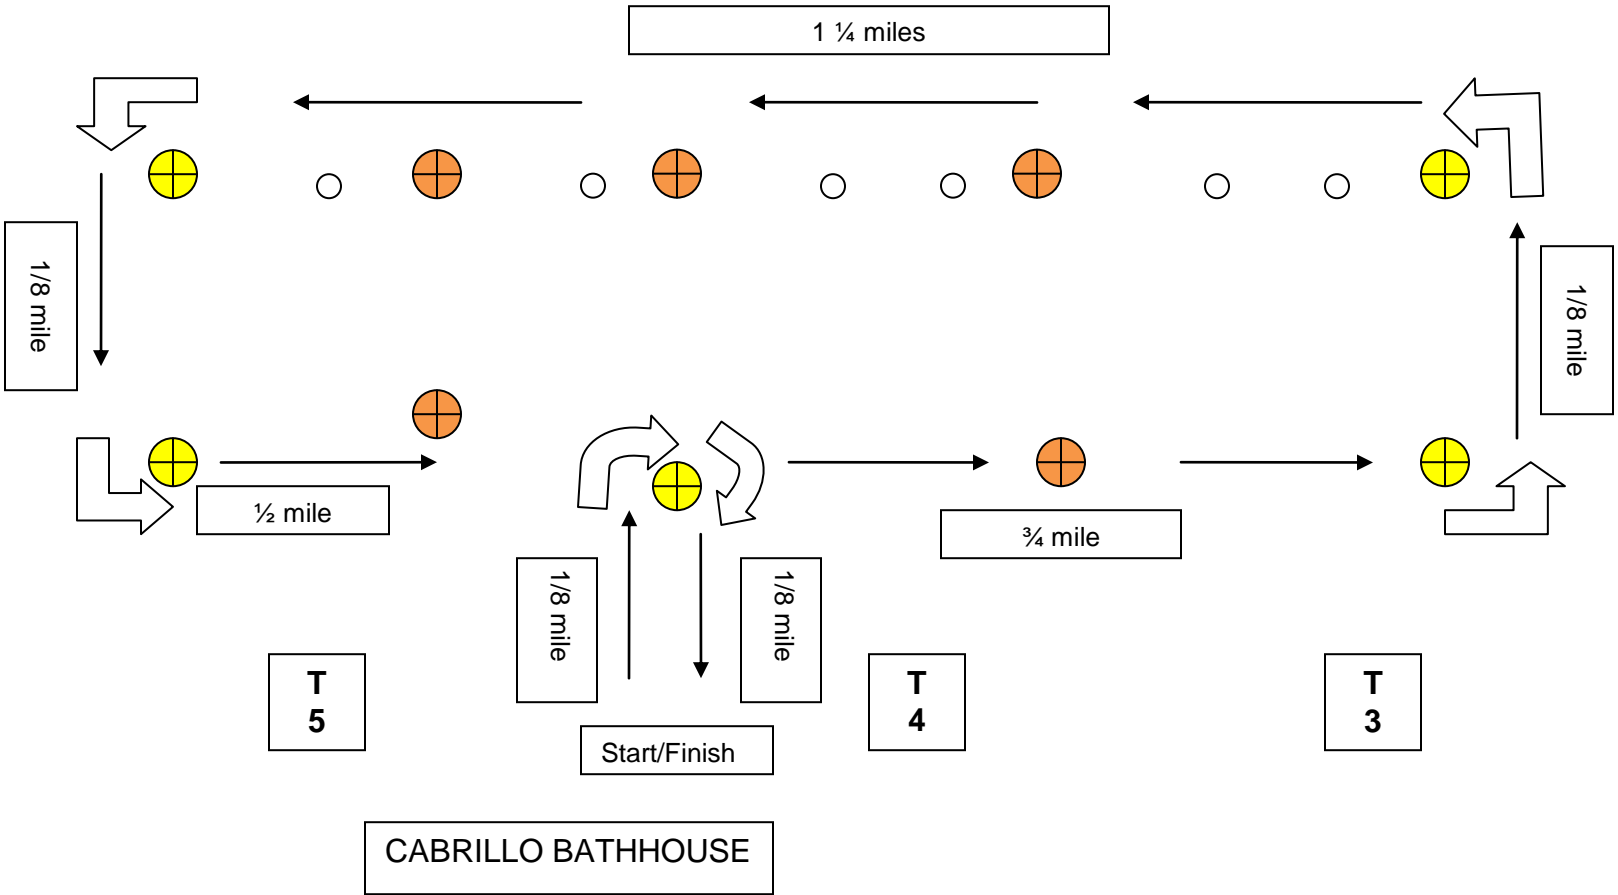 1 ¼ miles
1/8 mile
1/8 mile
½ mile
¾ mile
1/8 mile
1/8 mile
T
5
T
4
T
3
Start/Finish
CABRILLO BATHHOUSE